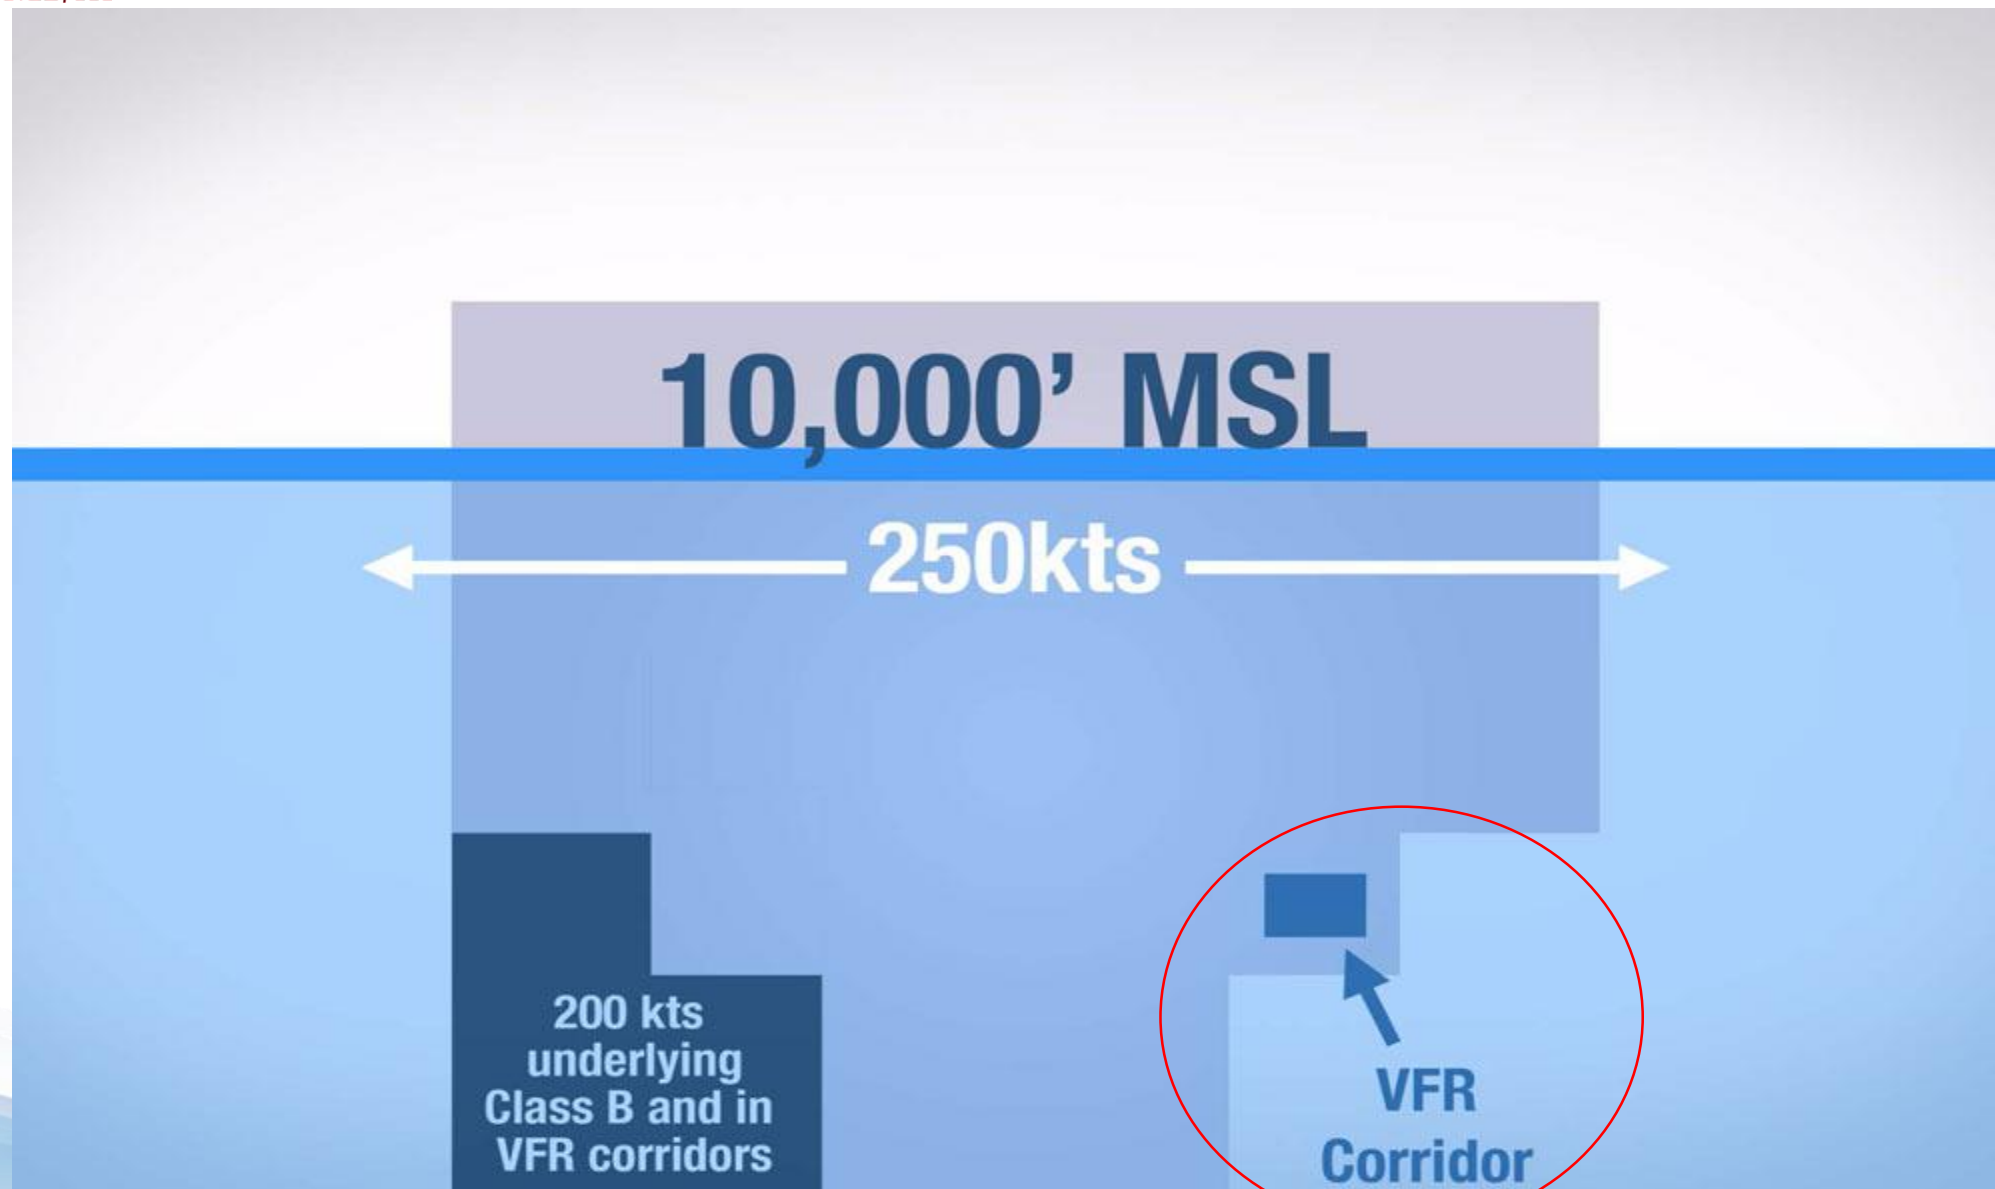 10,000’ MSL
250kts
200 kts
underlying
Class B and in
VFR corridors
VFR
Corridor